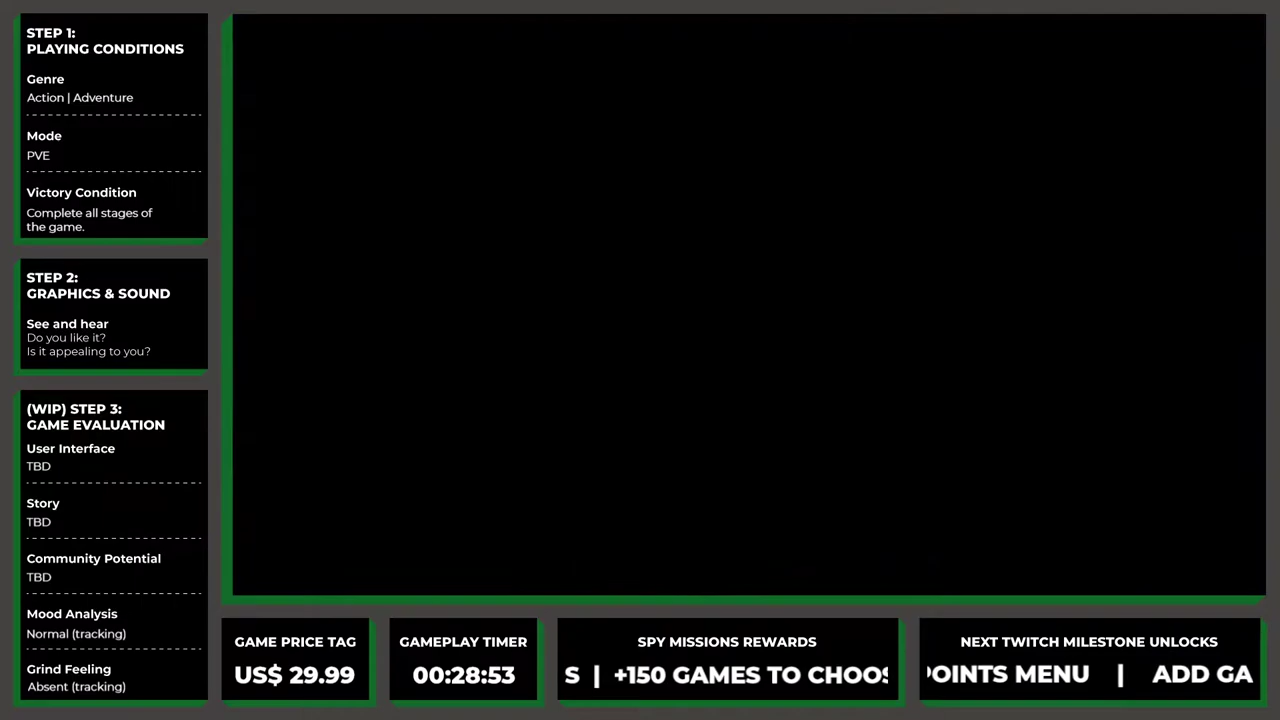 STEP 1:
PLAYING CONDITIONS
Genre
Action | Adventure
Mode
PVE
Victory Condition
Complete all stages of
the game.
STEP 2:
GRAPHICS & SOUND
See and hear
Do you like it?
Is it appealing to you?
(WIP) STEP 3:
GAME EVALUATION
User Interface
TBD
Story
TBD
Community Potential
TBD
Mood Analysis
Normal (tracking)
Grind Feeling
Absent (tracking)
GAME PRICE TAG
US$ 29.99
GAMEPLAY TIMER
00:28:53
SPY MISSIONS REWARDS
S | +150 GAMES TO CHOOS
NEXT TWITCH MILESTONE UNLOCKS
POINTS MENU | ADD GA